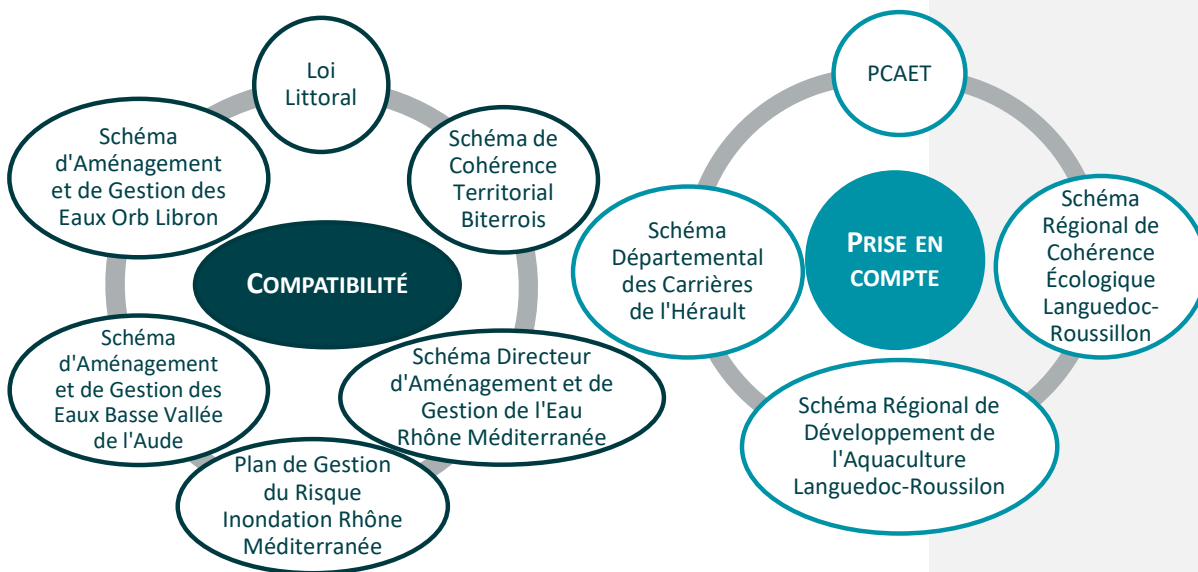 Loi
Littoral
Schéma de
Cohérence
Territorial
Biterrois
Schéma Directeur
d'Aménagement et de
Gestion de l'Eau
Rhône Méditerranée
Plan de Gestion
du Risque
Inondation Rhône
Méditerranée
Schéma
d'Aménagement
et de Gestion des
Eaux Basse Vallée
de l'Aude
Schéma
d'Aménagement
et de Gestion des
Eaux Orb Libron
COMPATIBILITÉ
PCAET
Schéma
Régional de
Cohérence
Écologique
Languedoc-
Roussillon
Schéma Régional de
Développement de
l'Aquaculture
Languedoc-Roussilon
Schéma
Départemental
des Carrières
de l'Hérault
PRISE EN
COMPTE